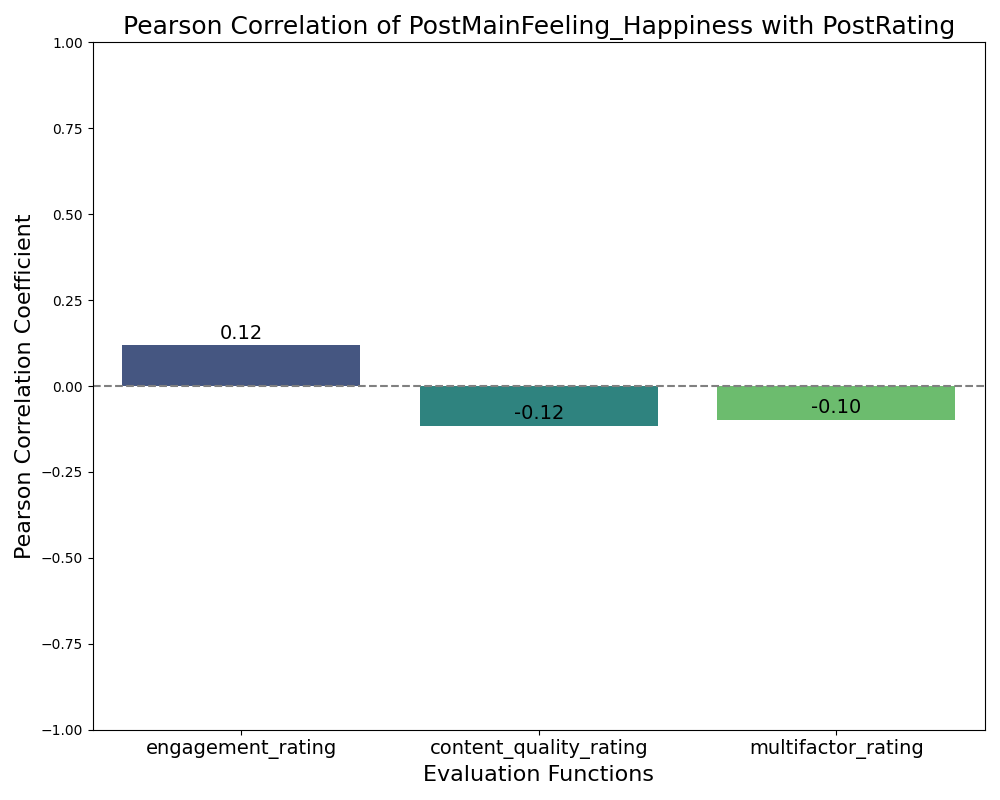 Pearson Correlation of PostMainFeeling_Happiness with PostRating
Pearson Correlation Coefficient
1.00
0.75
0.50
0.25
0.00
−0.25
−0.50
−0.75
−1.00
0.12
-0.12
-0.10
engagement_rating
content_quality_rating
multifactor_rating
Evaluation Functions